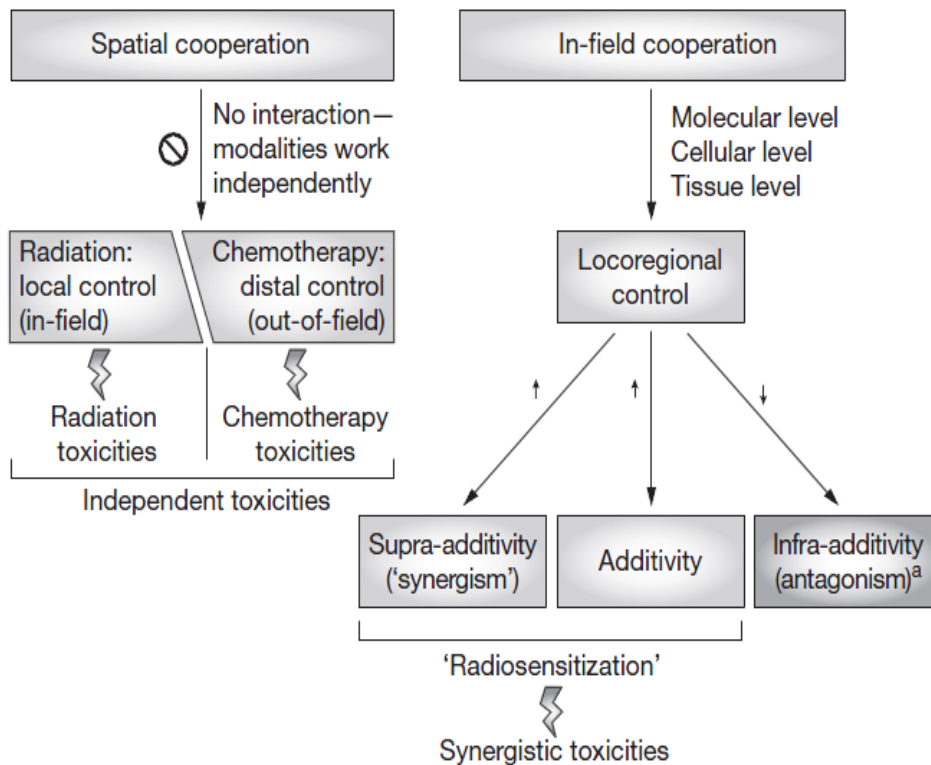 Spatial cooperation
No interaction—
modalities work
independently
Radiation:
local control
(in-field)
Chemotherapy:
distal control
(out-of-field)
Radiation
toxicities
Chemotherapy
toxicities
Independent toxicities
In-field cooperation
Molecular level
Cellular level
Tissue level
Locoregional
control
Supra-additivity
(‘synergism’)
Additivity
Infra-additivity
(antagonism)a
‘Radiosensitization’
Synergistic toxicities